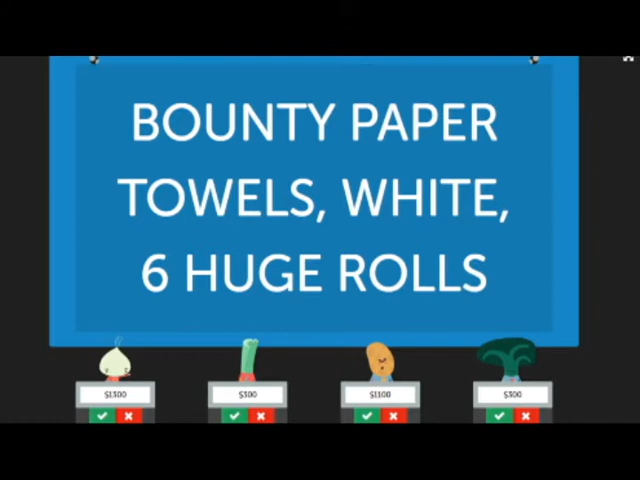 BOUNTY PAPER
TOWELS, WHITE,
6 HUGE ROLLS
$1300 $300 $1100 $300